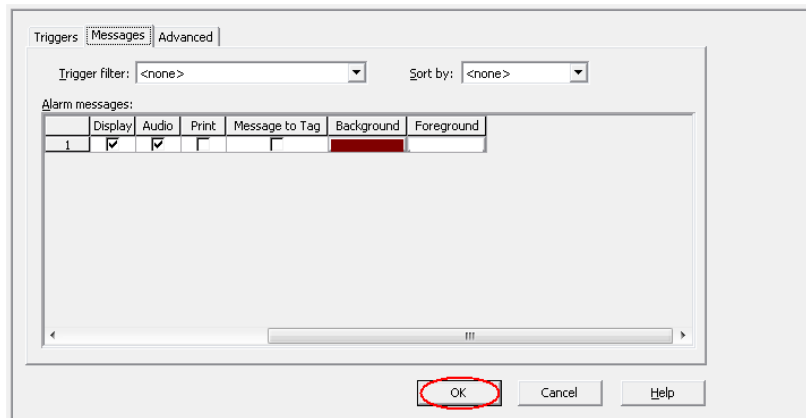 Triggers Messages Advanced
Trigger filter: <none> Sort by: <none>
Alarm messages:
Display Audio Print Message to Tag Background Foreground
1
OK Cancel Help